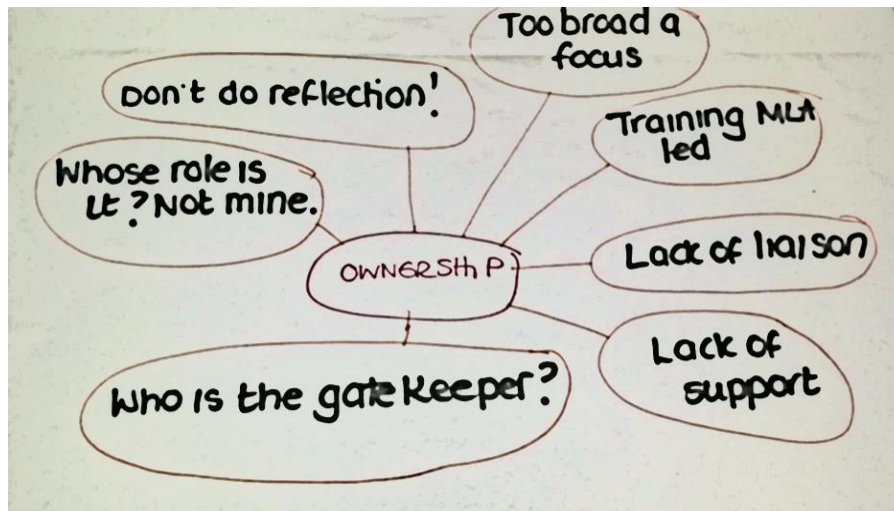 Too broad a
focus
Don't do reflection!
Training MLA
led
Whose role is
it? Not mine.
OWNERSHIP
Lack of liaison
Lack of
support
Who is the gatekeeper?